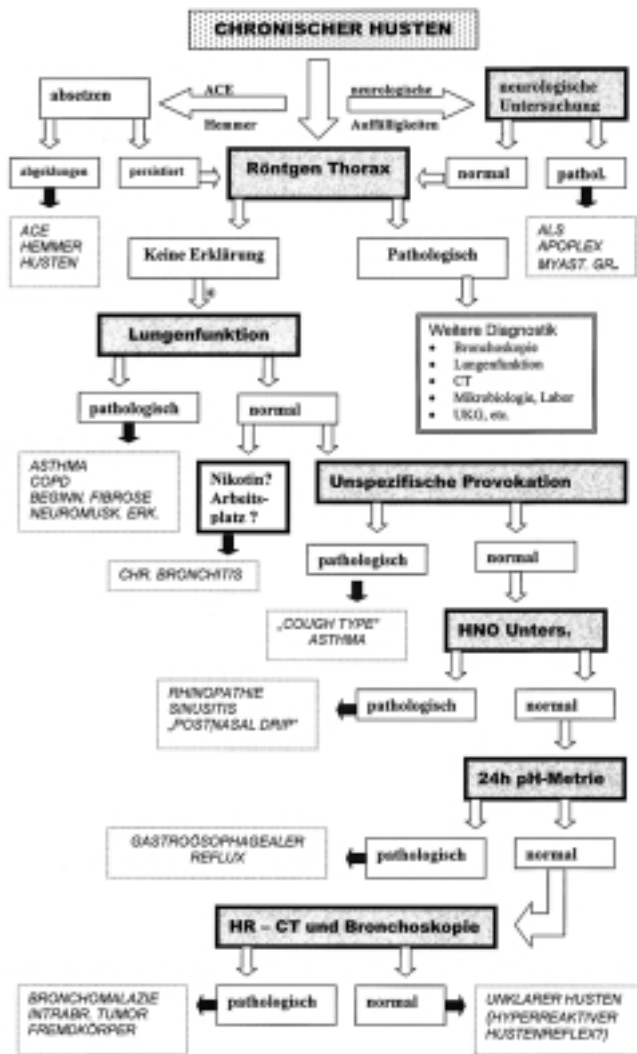 CHRONISCHER HUSTEN
absetzen
ACE
Hemmer
neurologische
Auffälligkeiten
neurologische
Untersuchung
abgeklungen
persistiert
Röntgen Thorax
normal
pathol.
ACE
HEMMER
HUSTEN
ALS
APOPLEX
MYAST. GR.
Keine Erklärung
Pathologisch
*
Lungenfunktion
Weitere Diagnostik
• Bronchoskopie
• Lungenfunktion
• CT
• Mikrobiologie, Labor
• UKG, etc.
pathologisch
normal
ASTHMA
COPD
BEGINN. FIBROSE
NEUROMUSK. ERK.
Nikotin?
Arbeits-
platz ?
Unspezifische Provokation
CHR. BRONCHITIS
pathologisch
normal
„COUGH TYPE"
ASTHMA
HNO Unters.
RHINOPATHIE
SINUSITIS
„POSTNASAL DRIP"
pathologisch
normal
24h pH-Metrie
GASTROÖSOPHAGEALER
REFLUX
pathologisch
normal
HR – CT und Bronchoskopie
BRONCHOMALAZIE
INTRABR. TUMOR
FREMDKÖRPER
pathologisch
normal
UNKLARER HUSTEN
(HYPERREAKTIVER
HUSTENREFLEX?)